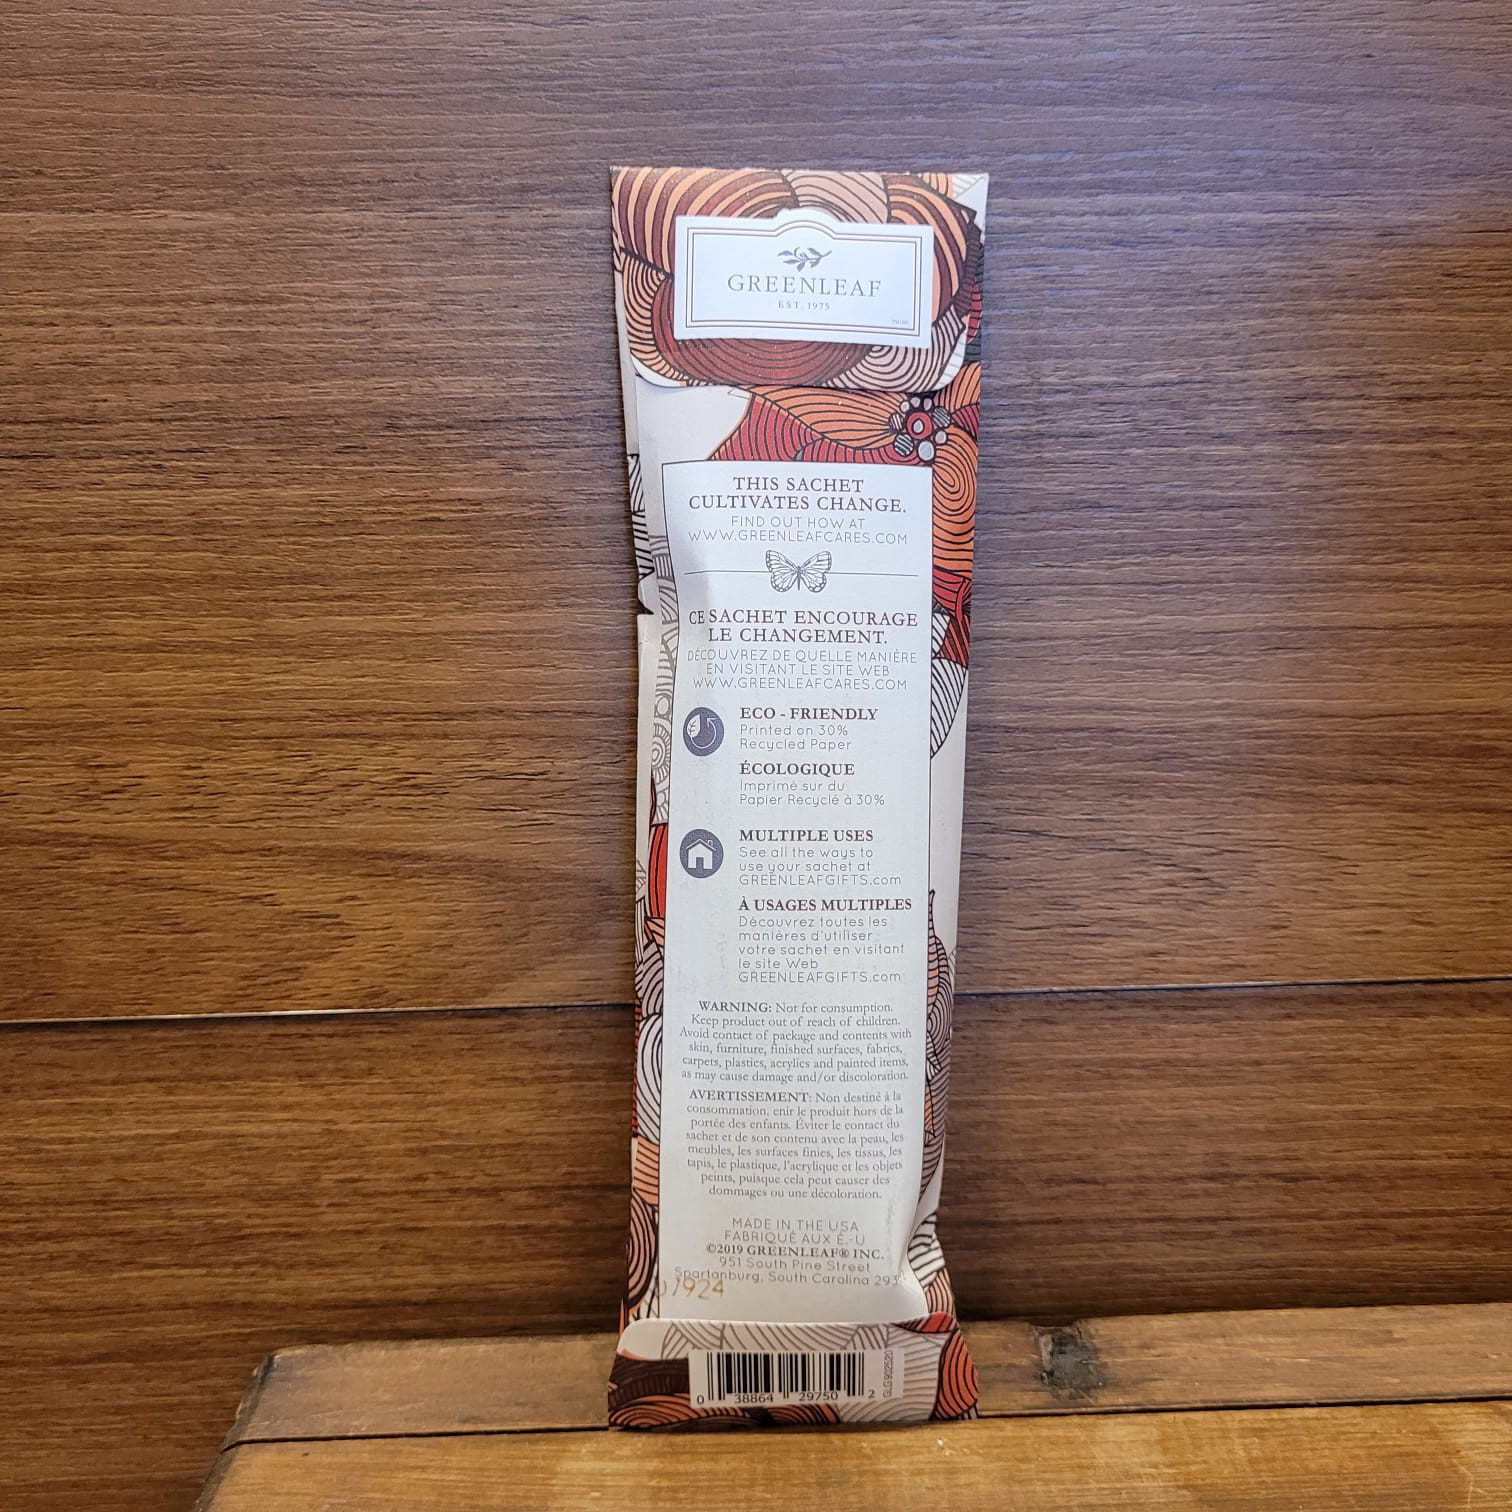 GREENLEAF
EST. 1975
THIS SACHET
CULTIVATES CHANGE.
FIND OUT HOW AT
WWW.GREENLEAFCARES.COM
CE SACHET ENCOURAGE
LE CHANGEMENT.
DÉCOUVREZ DE QUELLE MANIÈRE
EN VISITANT LE SITE WEB
WWW.GREENLEAFCARES.COM
ECO - FRIENDLY
Printed on 30%
Recycled Paper
ÉCOLOGIQUE
Imprimé sur du
Papier Recyclé à 30%
MULTIPLE USES
See all the ways to
use your sachet at
GREENLEAFGIFTS.com
À USAGES MULTIPLES
Découvrez toutes les
manières d'utiliser
votre sachet en visitant
le site Web
GREENLEAFGIFTS.com
WARNING: Not for consumption.
Keep product out of reach of children.
Avoid contact of package and contents with
skin, furniture, finished surfaces, fabrics,
carpets, plastics, acrylics and painted items,
as may cause damage and/or discoloration.
AVERTISSEMENT: Non destiné à la
consommation. enir le produit hors de la
portée des enfants. Éviter le contact du
sachet et de son contenu avec la peau, les
meubles, les surfaces finies, les tissus, les
tapis, le plastique, l'acrylique et les objets
peints, puisque cela peut causer des
dommages ou une décoloration.
MADE IN THE USA
FABRIQUÉ AUX É.-U
©2019 GREENLEAF® INC.
951 South Pine Street
Spartanburg, South Carolina
0 38864 29750 2
GLG902520